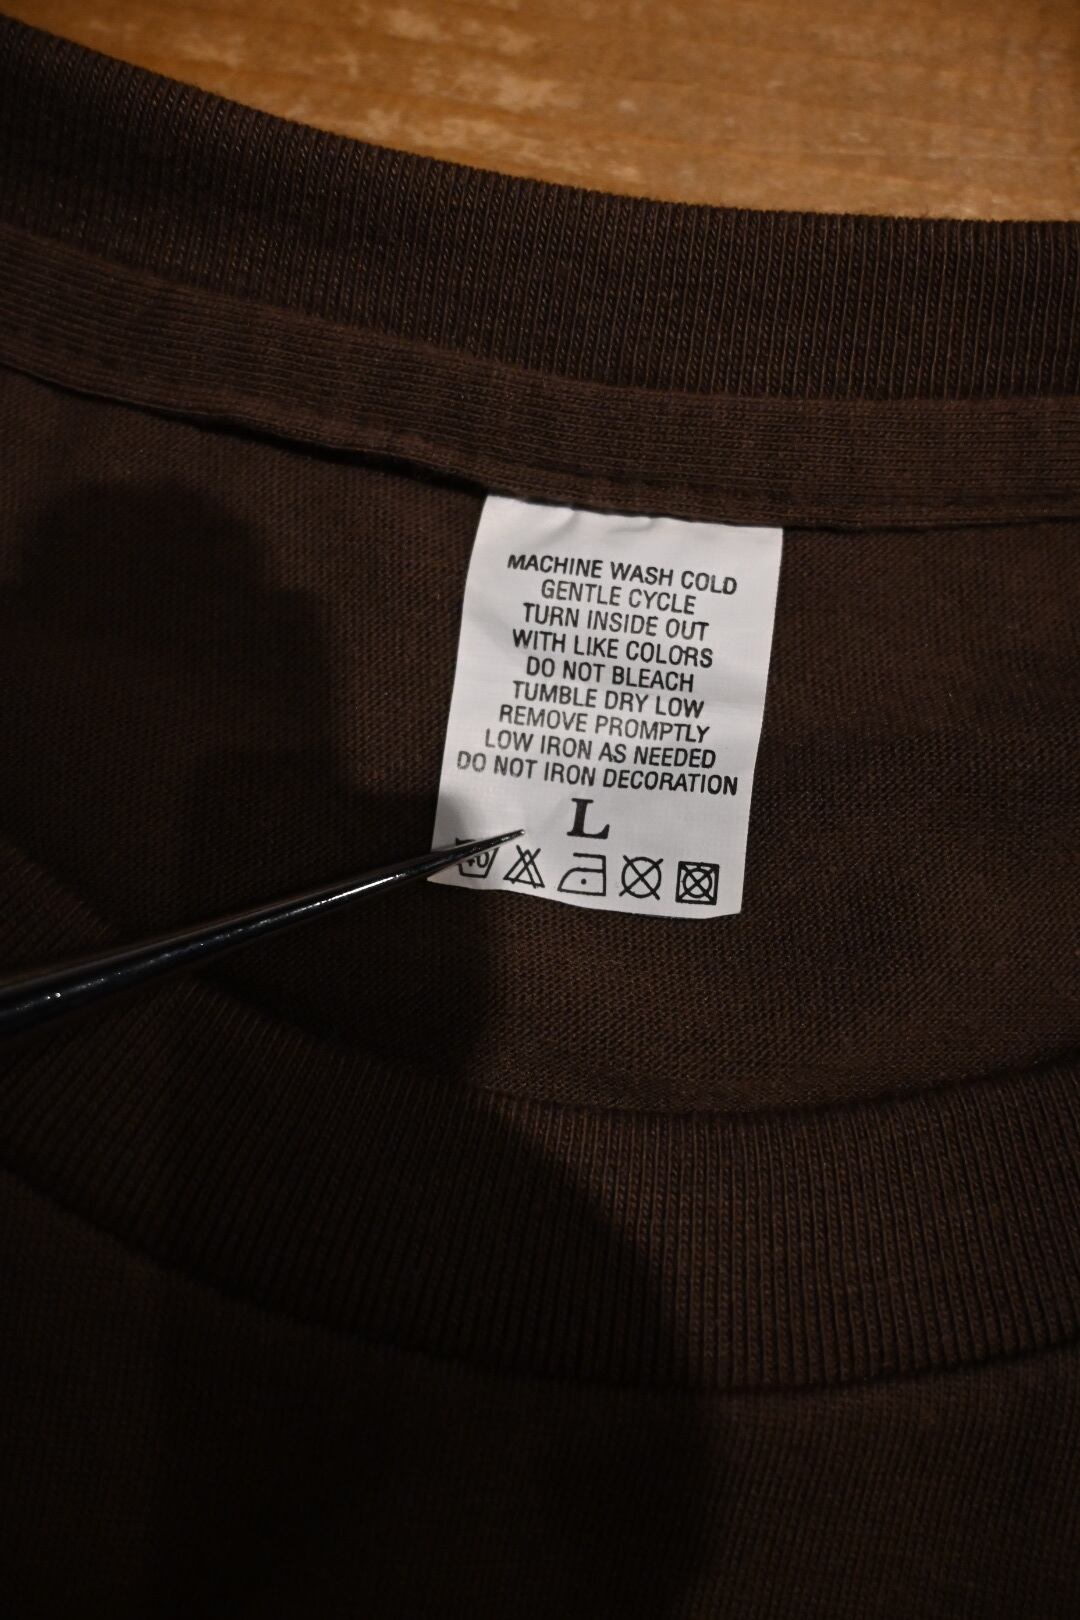 MACHINE WASH COLD
GENTLE CYCLE
TURN INSIDE OUT
WITH LIKE COLORS
DO NOT BLEACH
TUMBLE DRY LOW
REMOVE PROMPTLY
LOW IRON AS NEEDED
DO NOT IRON DECORATION
L
40